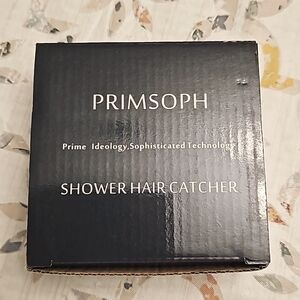 PRIMSOPH
Prime Ideology,Sophisticated Technology
SHOWER HAIR CATCHER